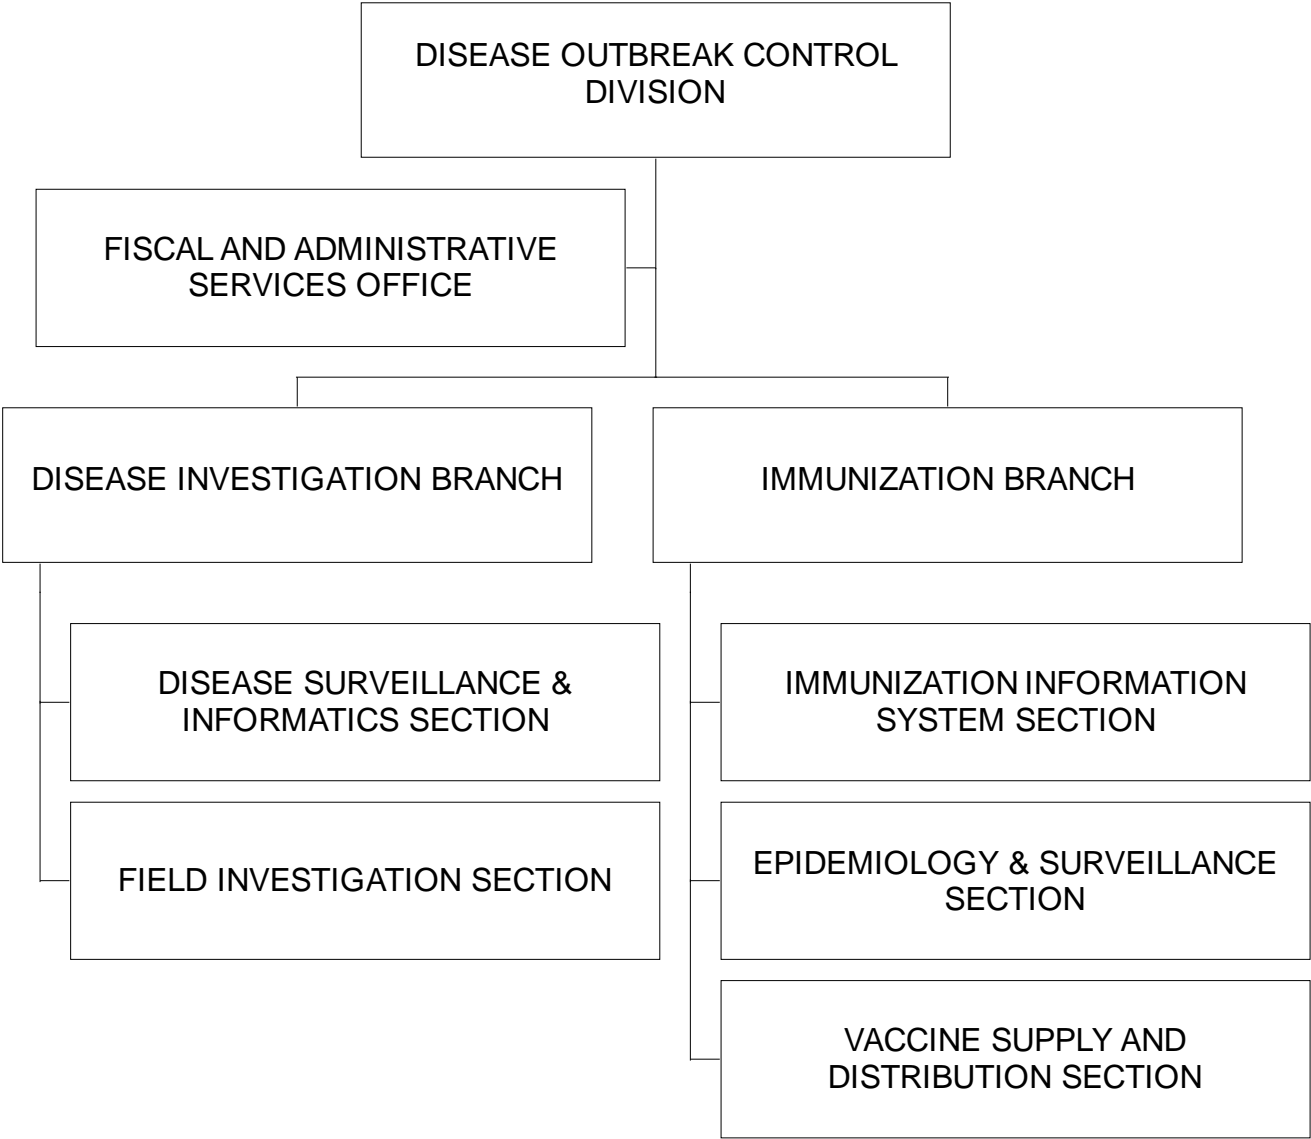 DISEASE OUTBREAK CONTROL
DIVISION
FISCAL AND ADMINISTRATIVE
SERVICES OFFICE
DISEASE INVESTIGATION BRANCH
IMMUNIZATION BRANCH
DISEASE SURVEILLANCE &
INFORMATICS SECTION
FIELD INVESTIGATION SECTION
IMMUNIZATION INFORMATION
SYSTEM SECTION
EPIDEMIOLOGY & SURVEILLANCE
SECTION
VACCINE SUPPLY AND
DISTRIBUTION SECTION